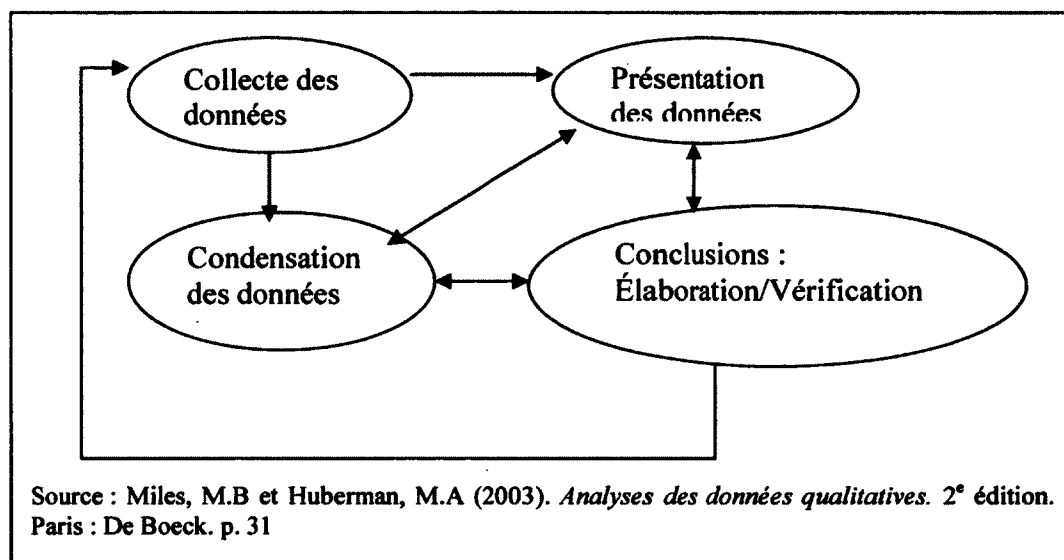 Collecte des
données
Présentation
des données
Condensation
des données
Conclusions :
Élaboration/Vérification
Source : Miles, M.B et Huberman, M.A (2003). Analyses des données qualitatives. 2e édition.
Paris : De Boeck. p. 31